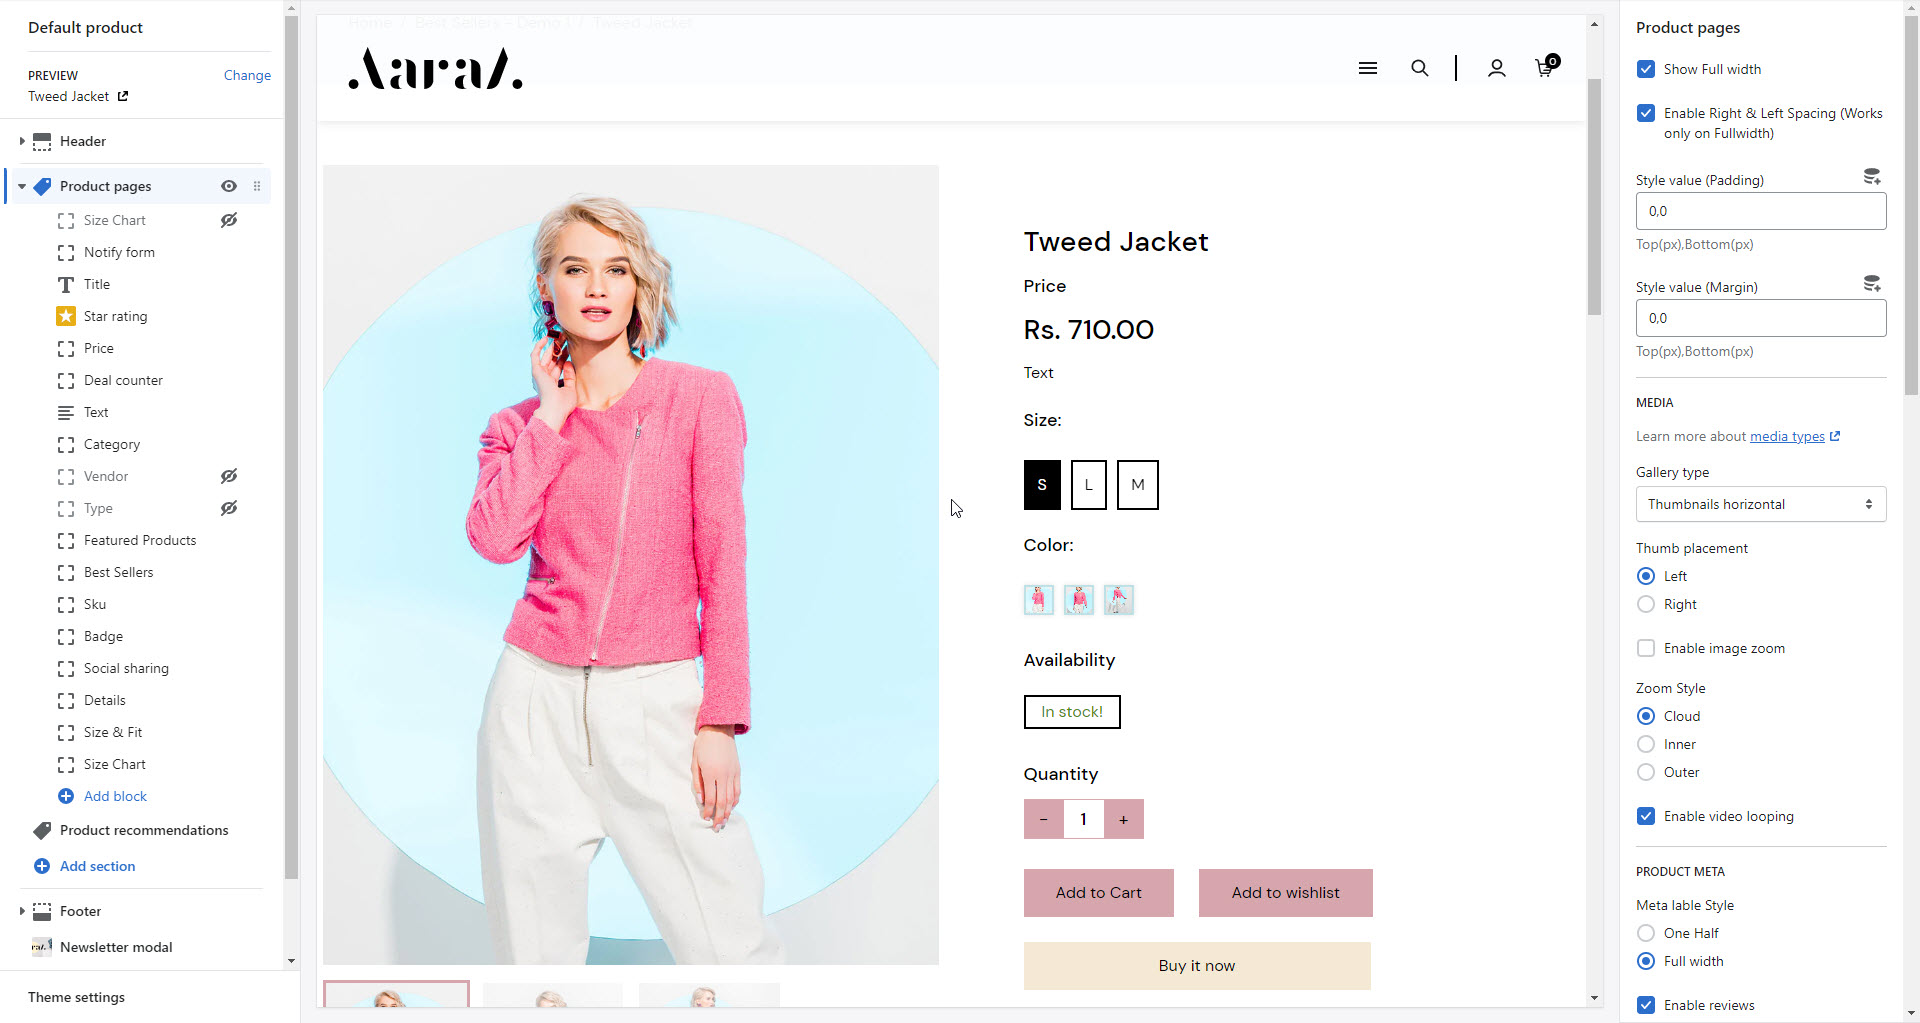 Default product
PREVIEW
Change
Tweed Jacket
Header
Product pages
Size Chart
Notify form
Title
Star rating
Price
Deal counter
Text
Category
Vendor
Type
Featured Products
Best Sellers
Sku
Badge
Social sharing
Details
Size & Fit
Size Chart
Add block
Product recommendations
Add section
Footer
Newsletter modal
Theme settings
Home / Best Sellers - Demo 1 / Tweed Jacket
Aaraa.
0
Tweed Jacket
Price
Rs. 710.00
Text
Size:
S L M
Color:
Availability
In stock!
Quantity
− 1 +
Add to Cart
Add to wishlist
Buy it now
Product pages
Show Full width
Enable Right & Left Spacing (Works
only on Fullwidth)
Style value (Padding)
0,0
Top(px),Bottom(px)
Style value (Margin)
0,0
Top(px),Bottom(px)
MEDIA
Learn more about media types
Gallery type
Thumbnails horizontal
Thumb placement
Left
Right
Enable image zoom
Zoom Style
Cloud
Inner
Outer
Enable video looping
PRODUCT META
Meta lable Style
One Half
Full width
Enable reviews